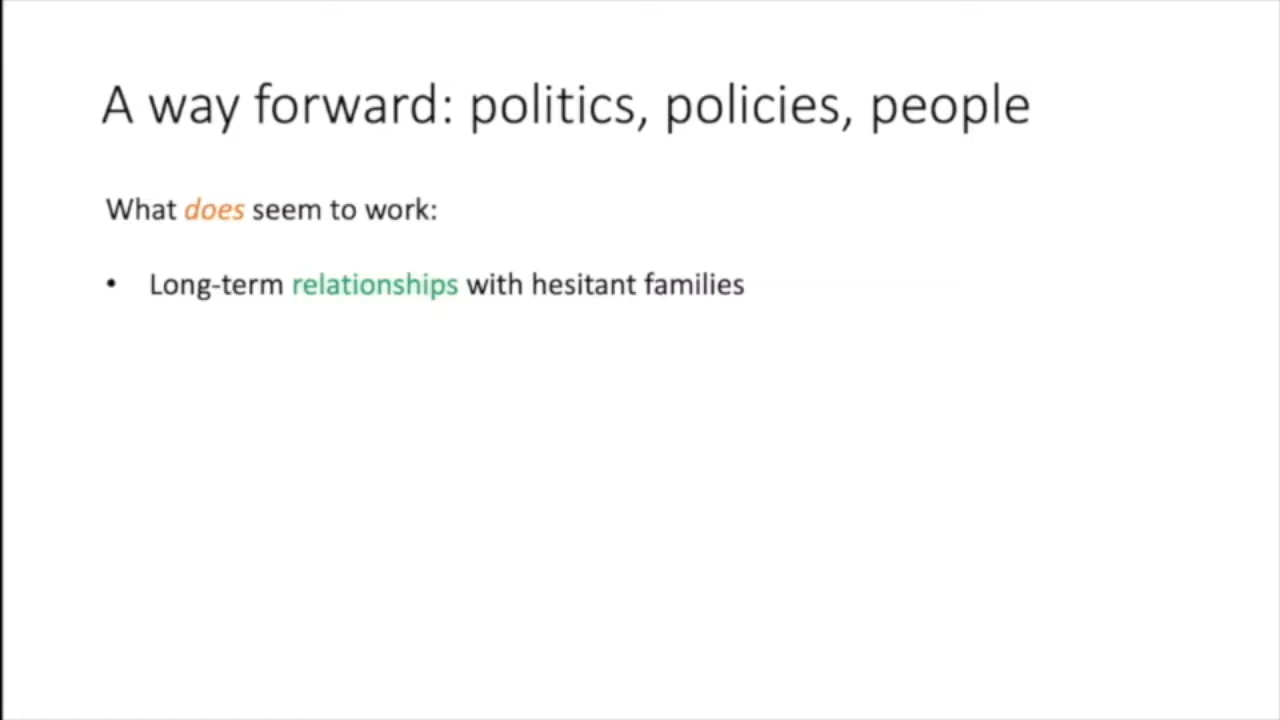 A way forward: politics, policies, people
What does seem to work:
• Long-term relationships with hesitant families